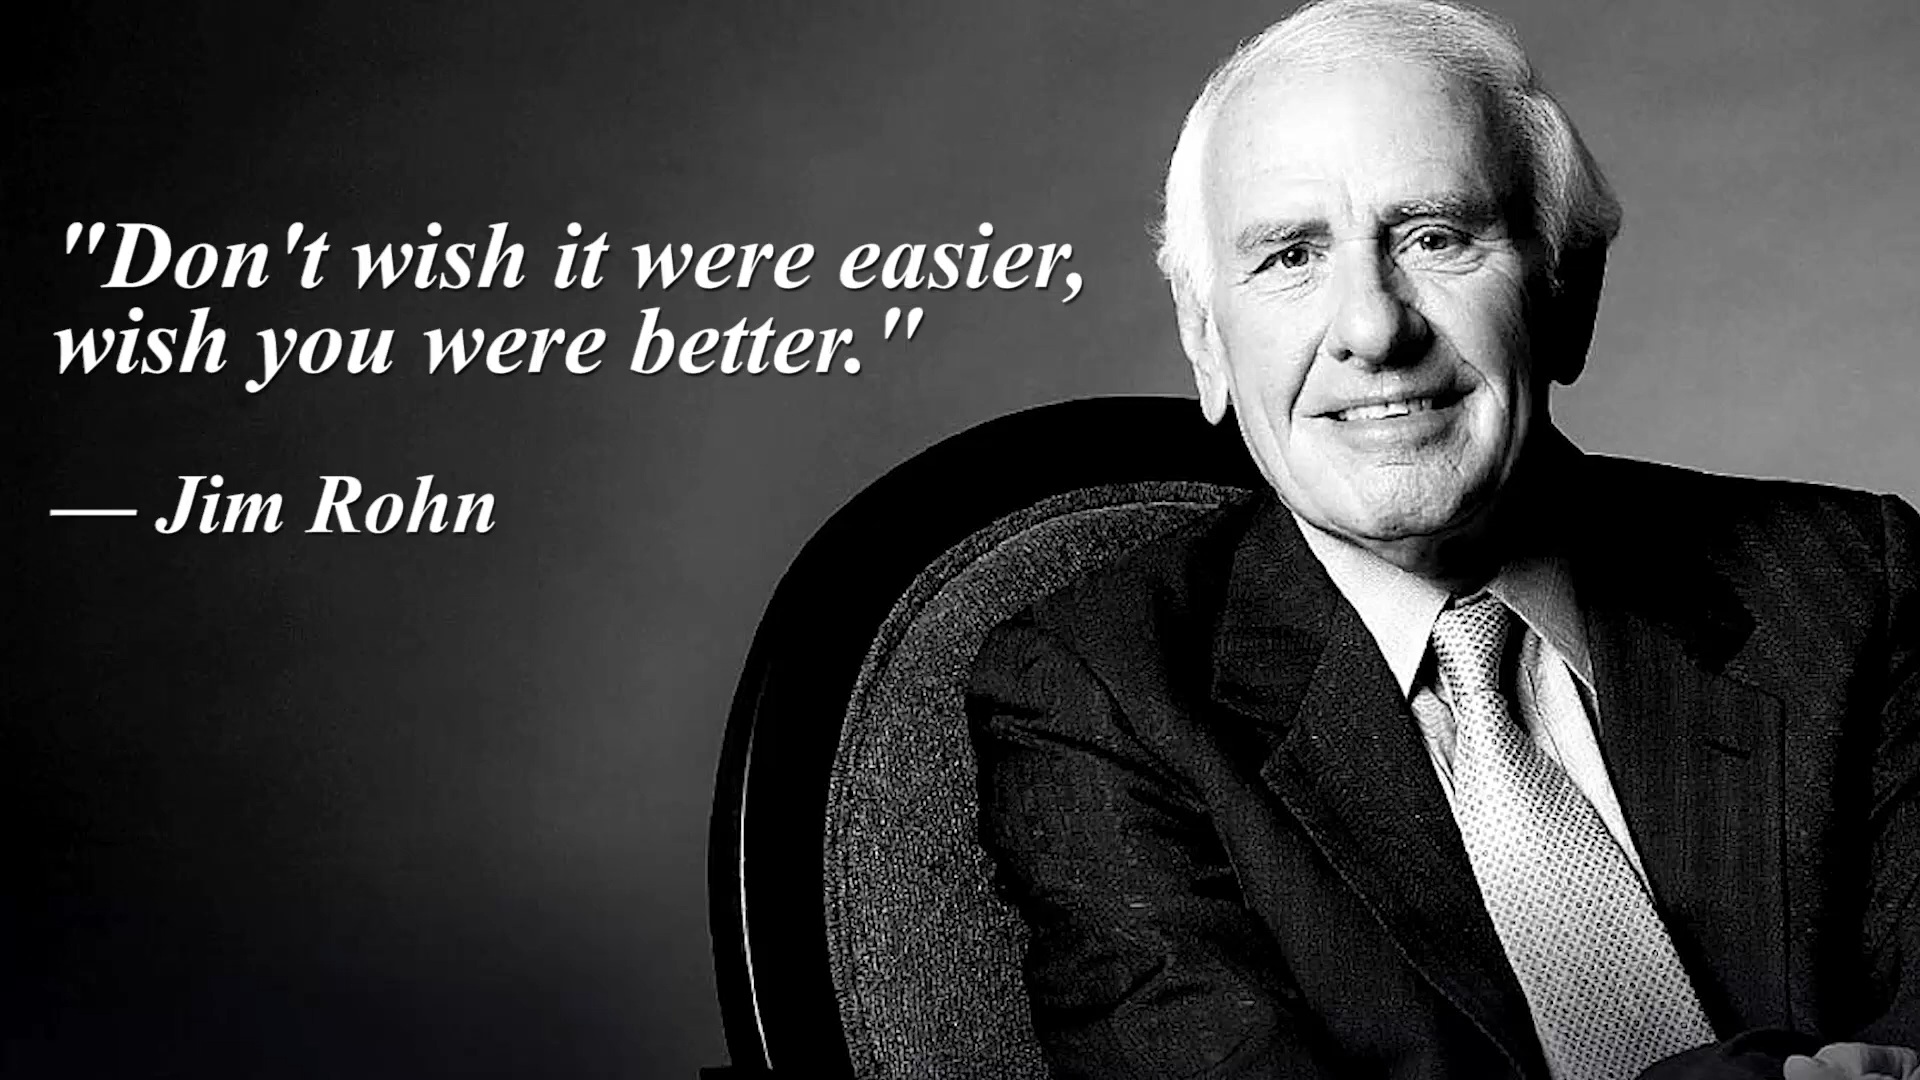 "Don't wish it were easier,
wish you were better."
— Jim Rohn